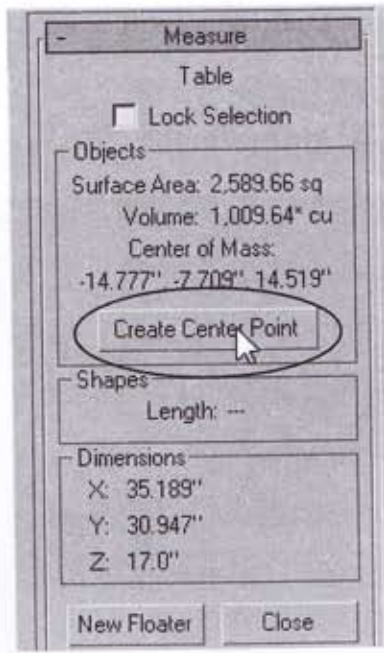 - Measure
Table
Lock Selection
Objects
Surface Area: 2,589.66 sq
Volume: 1,009.64* cu
Center of Mass:
-14.777'', -7.709'', 14.519''
Create Center Point
Shapes
Length: ---
Dimensions
X: 35.189''
Y: 30.947''
Z: 17.0''
New Floater Close